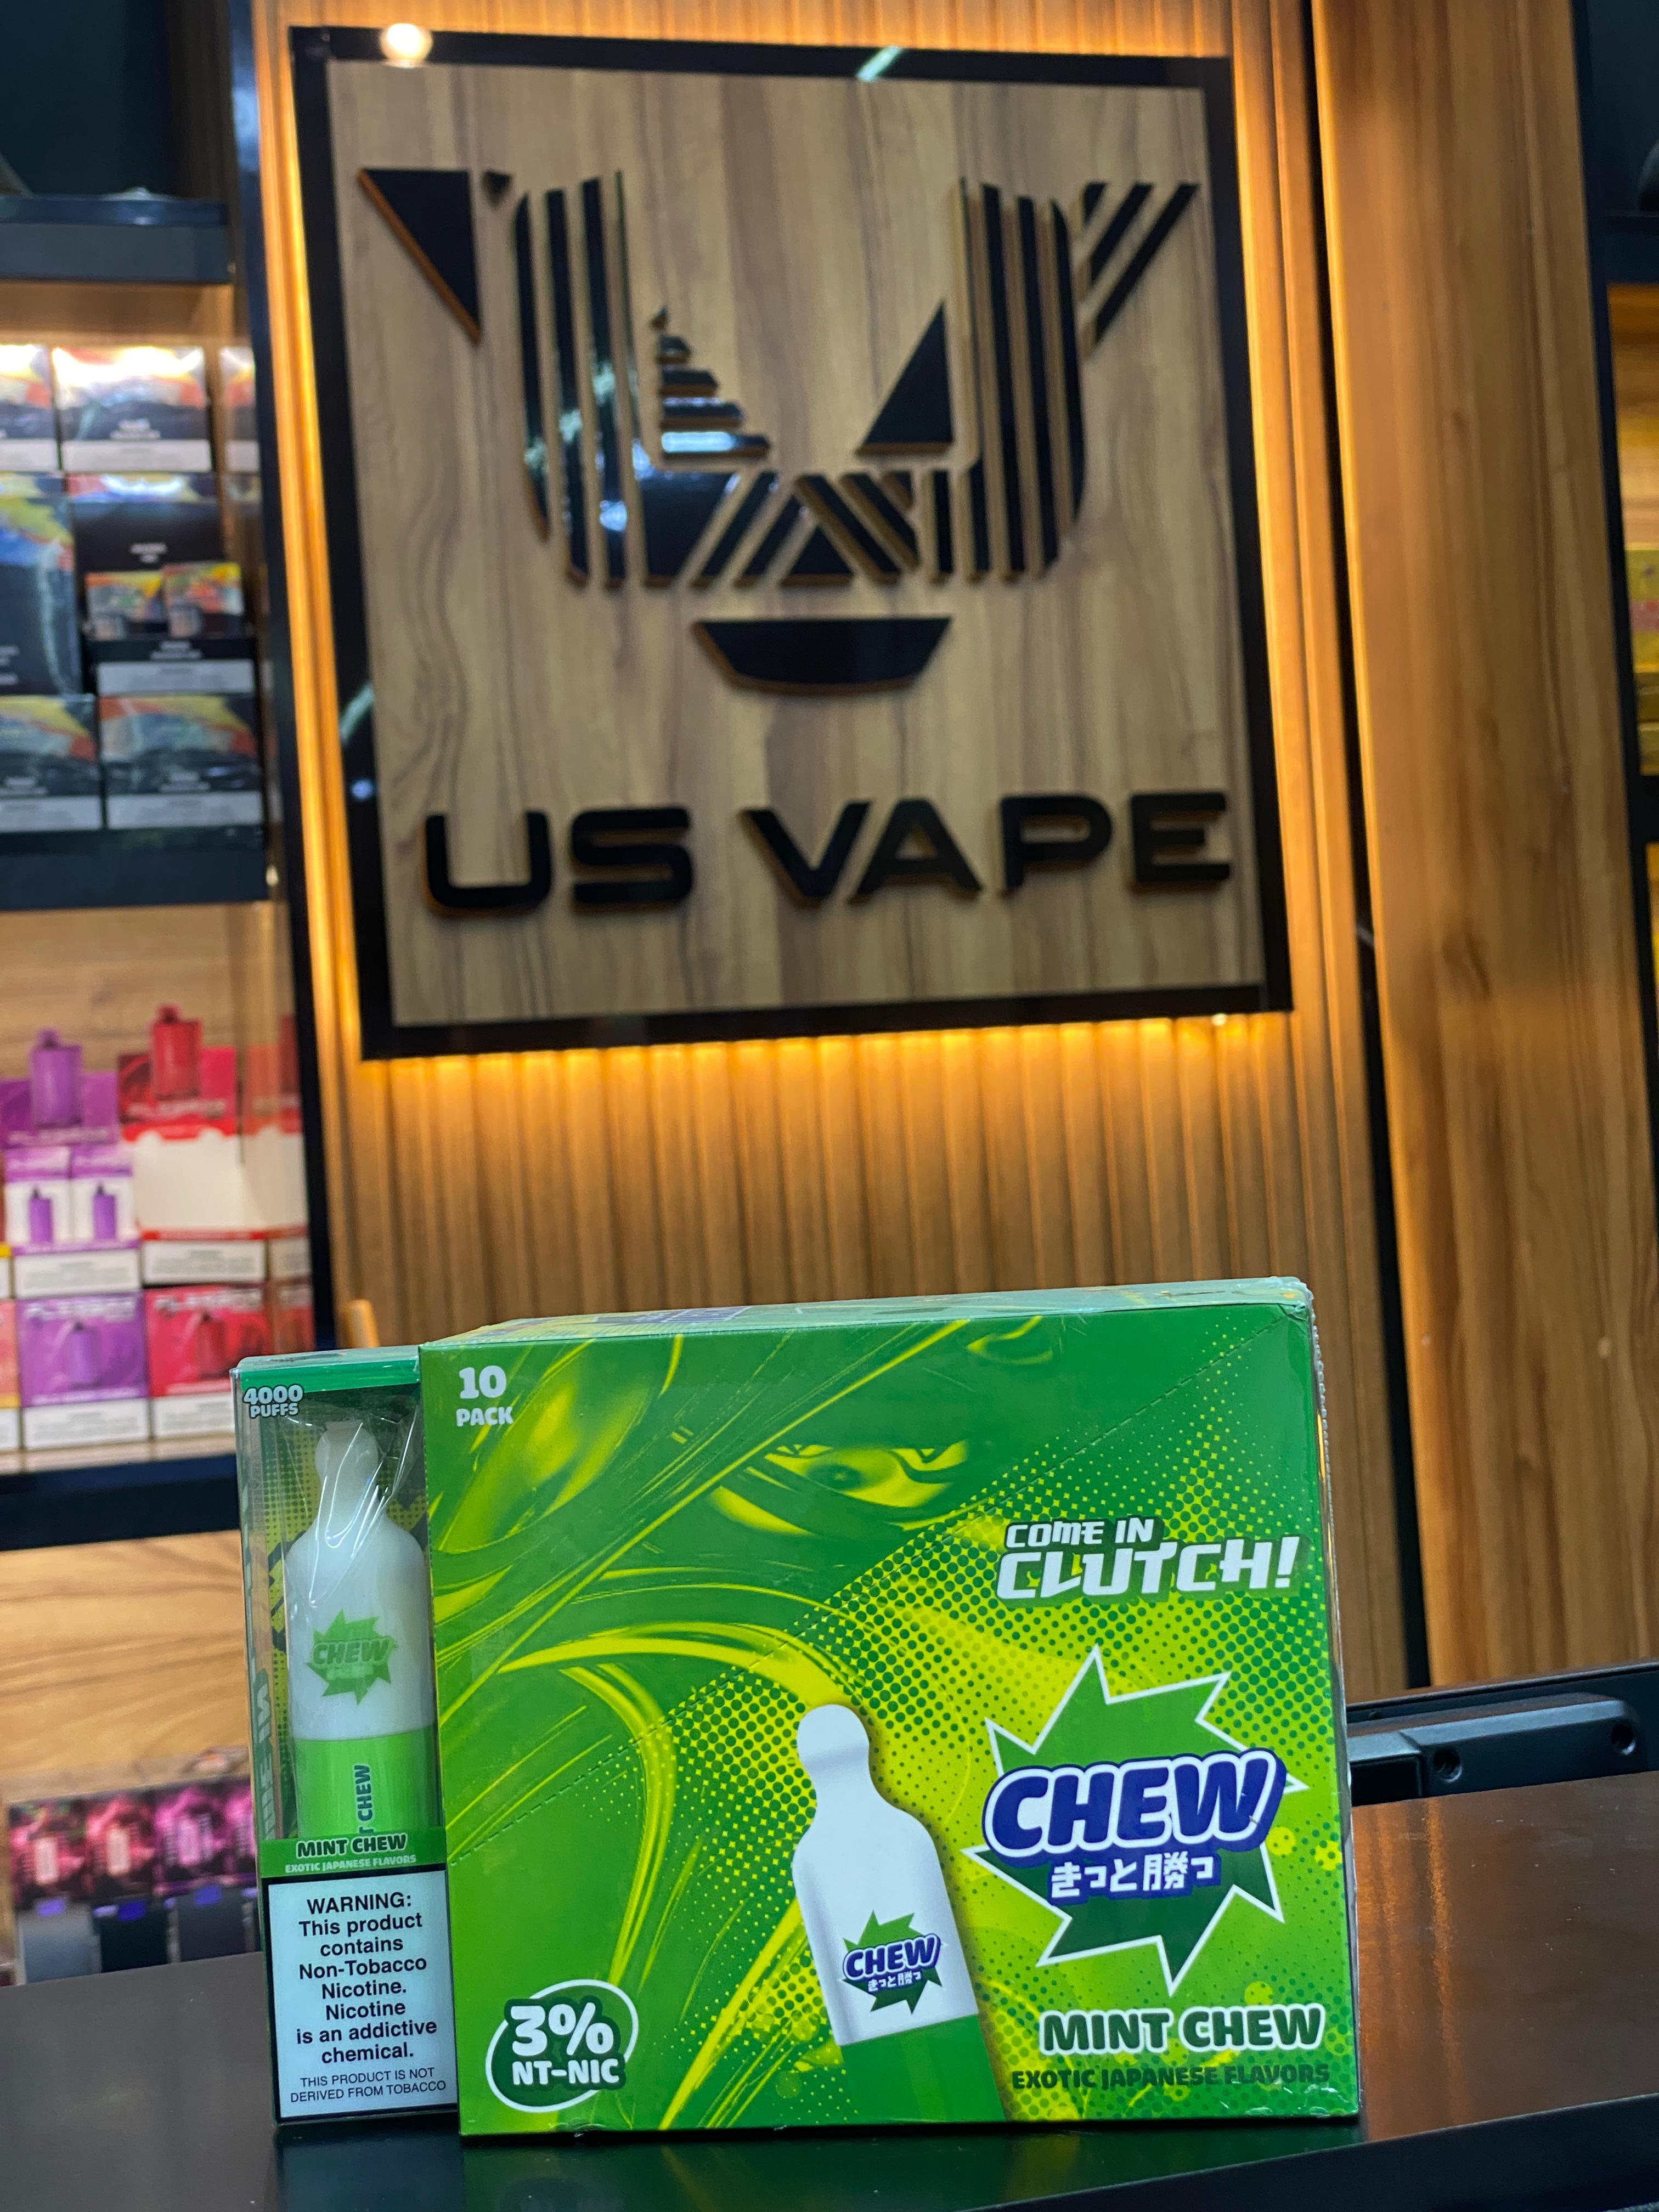 US VAPE
4000
PUFFS
CHEW
CHEW
MINT CHEW
EXOTIC JAPANESE FLAVORS
WARNING:
This product
contains
Non-Tobacco
Nicotine.
Nicotine
is an addictive
chemical.
THIS PRODUCT IS NOT
DERIVED FROM TOBACCO
10
PACK
COME IN
CLUTCH!
CHEW
きっと勝っ
CHEW
きっと勝っ
3%
NT-NIC
MINT CHEW
EXOTIC JAPANESE FLAVORS